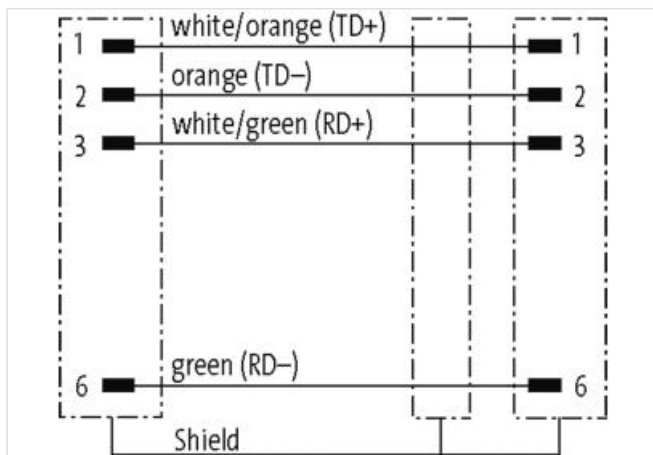 1 white/orange (TD+) 1
2 orange (TD–) 2
3 white/green (RD+) 3
6 green (RD–) 6
Shield